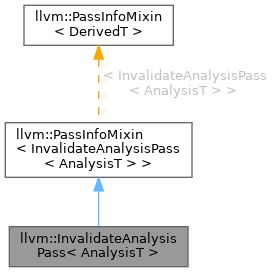 llvm::PassInfoMixin
< DerivedT >
< InvalidateAnalysisPass
< AnalysisT > >
llvm::PassInfoMixin
< InvalidateAnalysisPass
< AnalysisT > >
llvm::InvalidateAnalysis
Pass< AnalysisT >